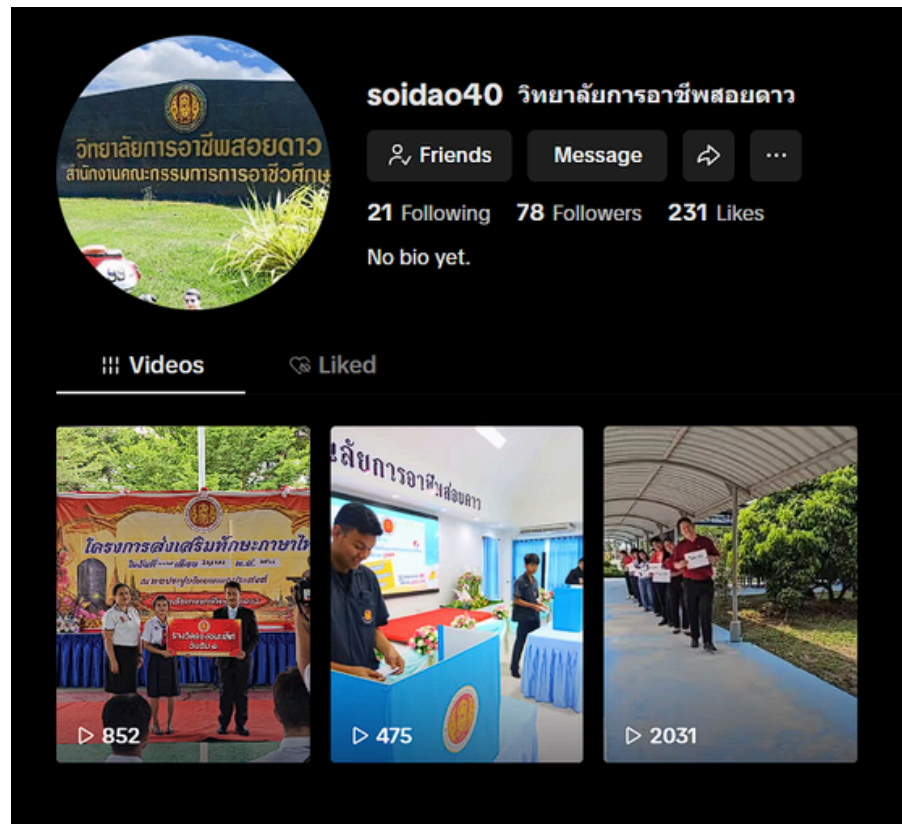 soidao40 วิทยาลัยการอาชีพสอยดาว
วิทยาลัยการอาชีพสอยดาว
สำนักงานคณะกรรมการการอาชีวศึกษ
Friends Message ...
21 Following 78 Followers 231 Likes
No bio yet.
Videos Liked
โครงการส่งเสริมทักษะภาษาไ
852
ลัยการอาชีพสอยดาว
475
2031